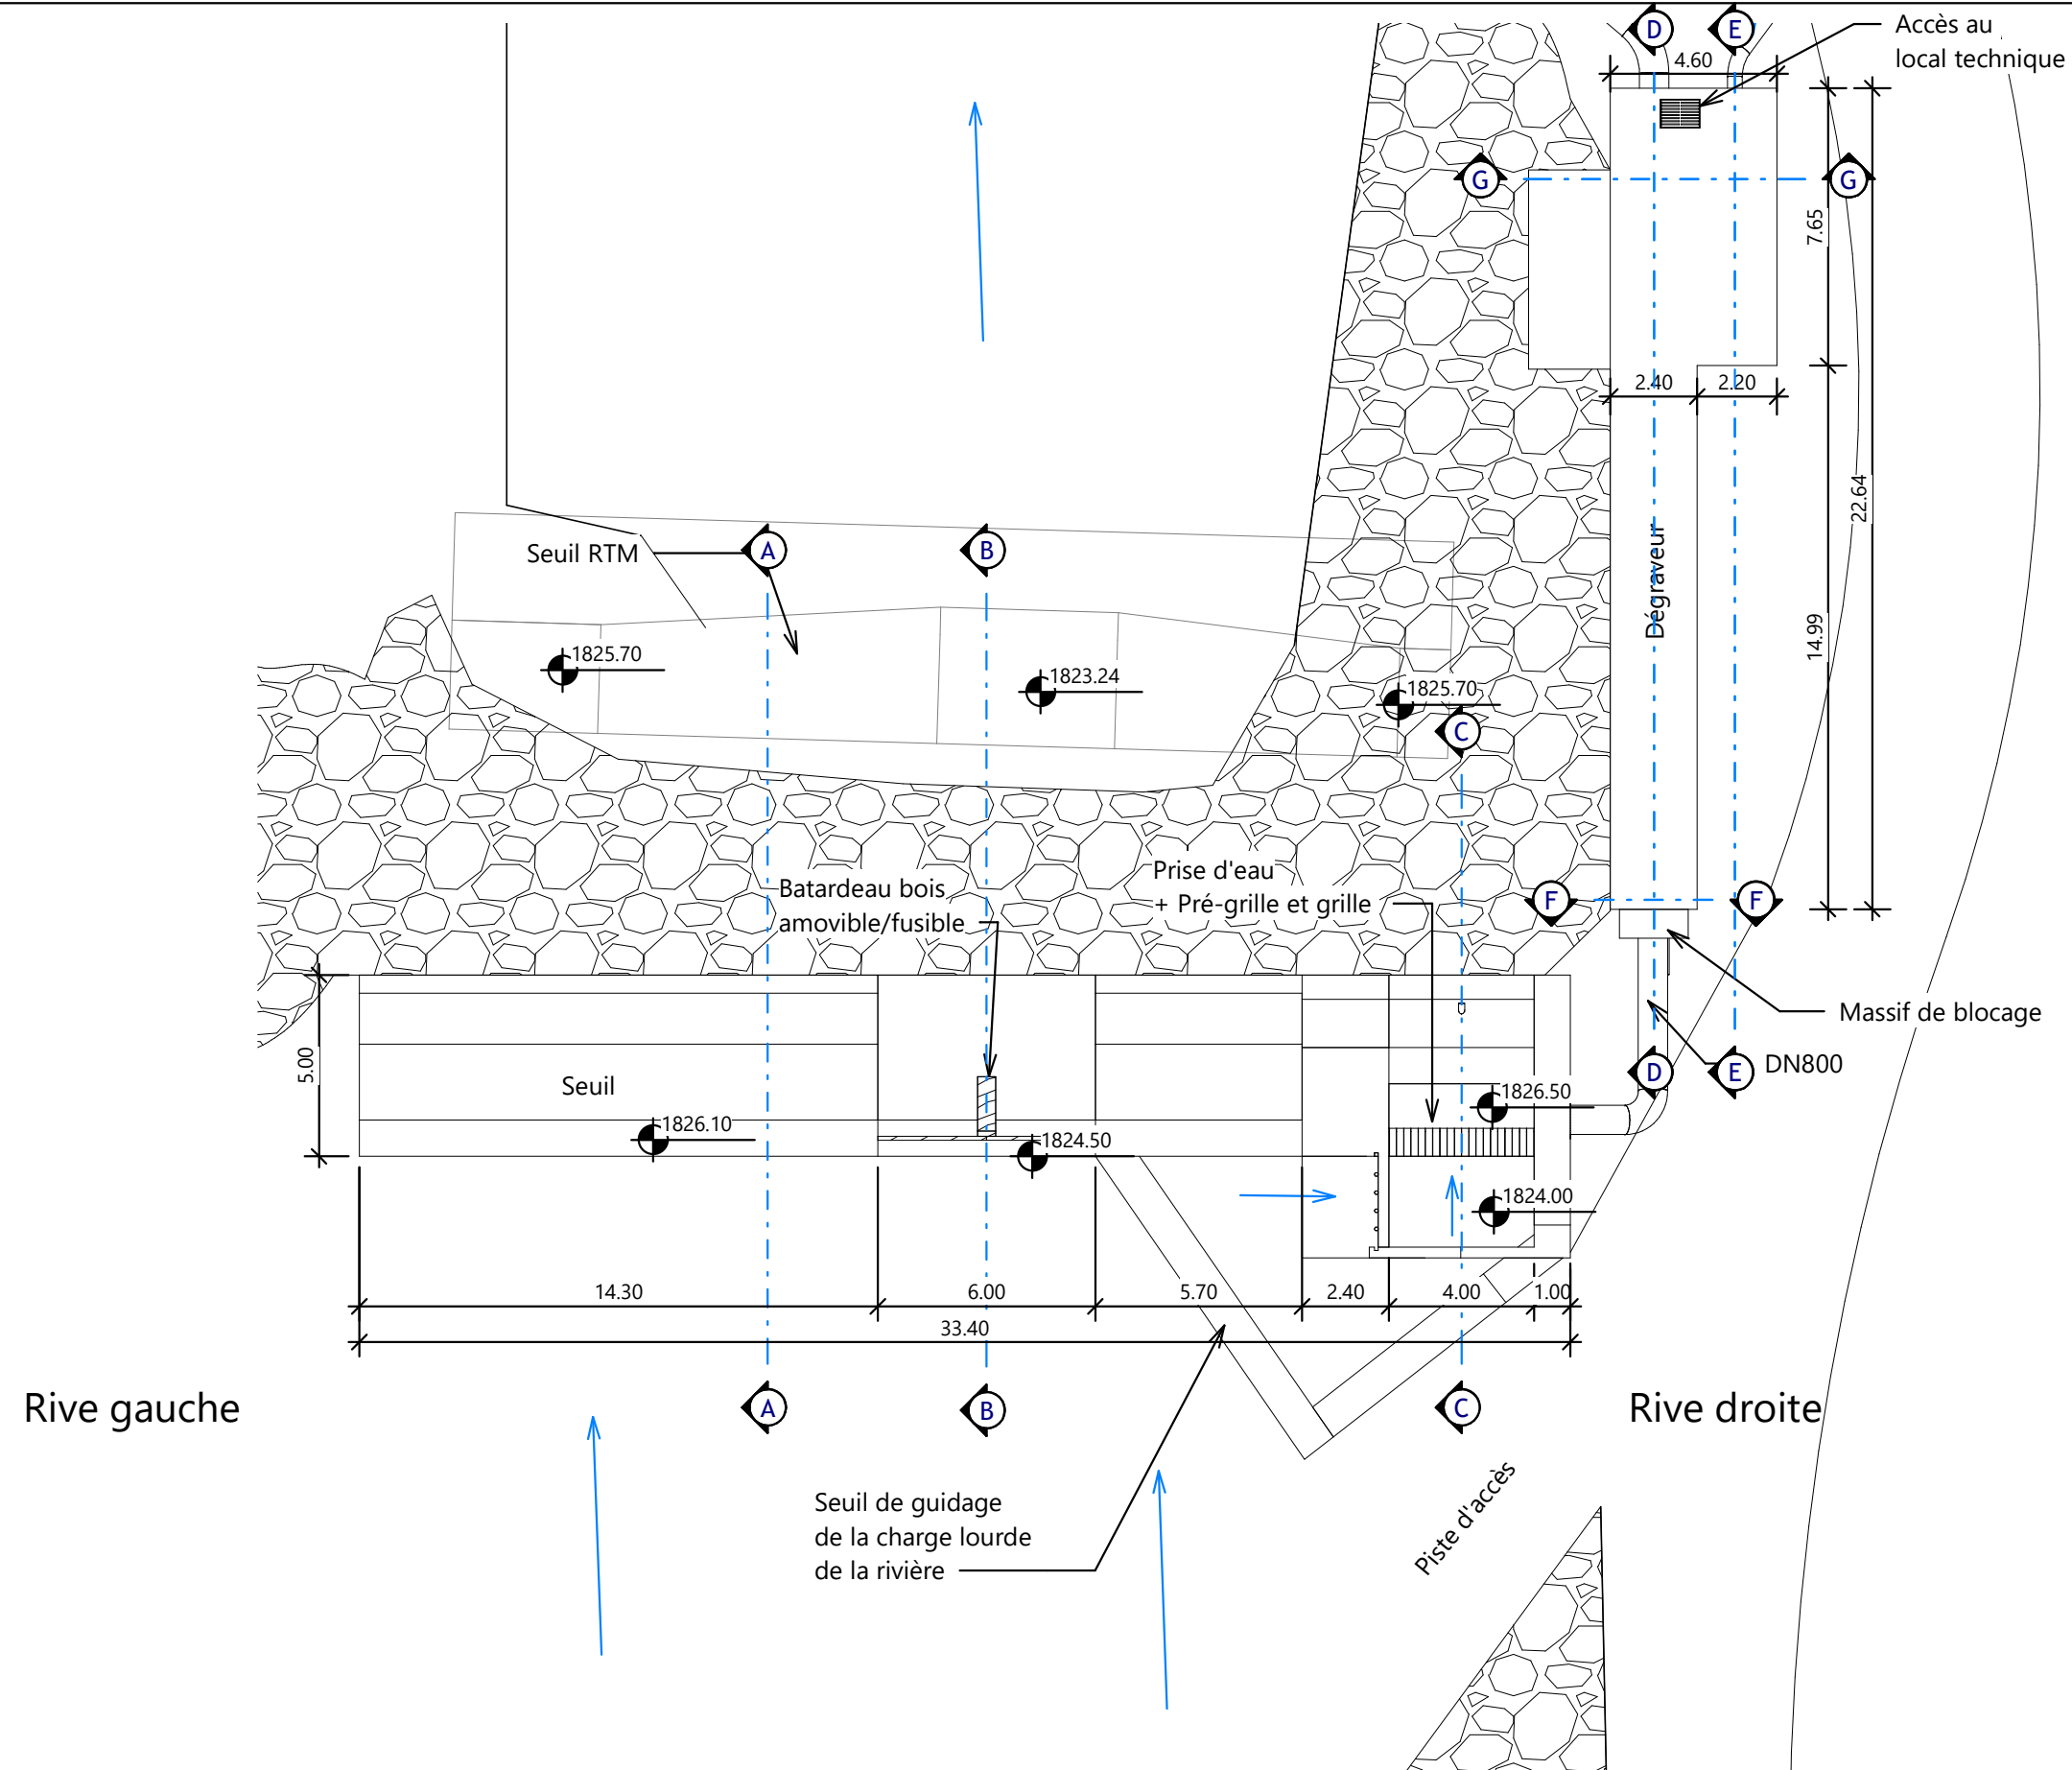 D
E
Accès au
local technique
4.60
G
G
7.65
2.40
2.20
22.64
Dégraveur
14.99
Seuil RTM
A
B
1825.70
1823.24
1825.70
C
Batardeau bois
amovible/fusible
Prise d'eau
+ Pré-grille et grille
F
F
Massif de blocage
DN800
D
E
5.00
Seuil
1826.10
1824.50
1826.50
1824.00
14.30
6.00
5.70
2.40
4.00
1.00
33.40
Rive gauche
A
B
C
Rive droite
Seuil de guidage
de la charge lourde
de la rivière
Piste d'accès